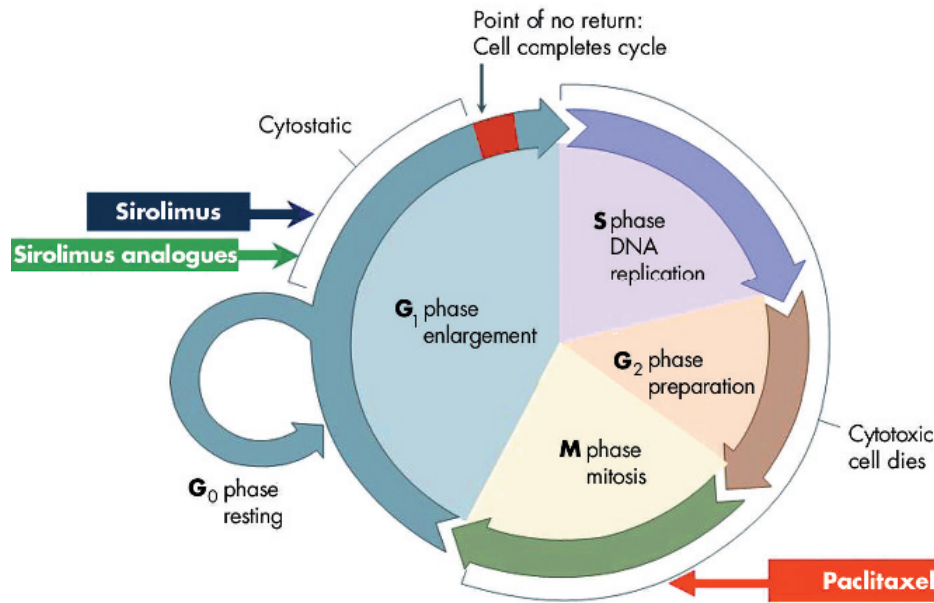 Point of no return:
Cell completes cycle
Cytostatic
Sirolimus
Sirolimus analogues
S phase
DNA
replication
G1 phase
enlargement
G2 phase
preparation
M phase
mitosis
G0 phase
resting
Cytotoxic
cell dies
Paclitaxel